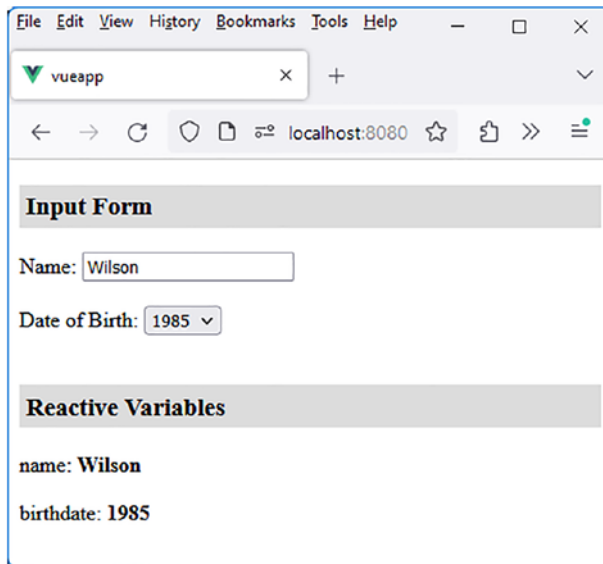 File Edit View History Bookmarks Tools Help
vueapp
localhost:8080
Input Form
Name: Wilson
Date of Birth: 1985
Reactive Variables
name: Wilson
birthdate: 1985